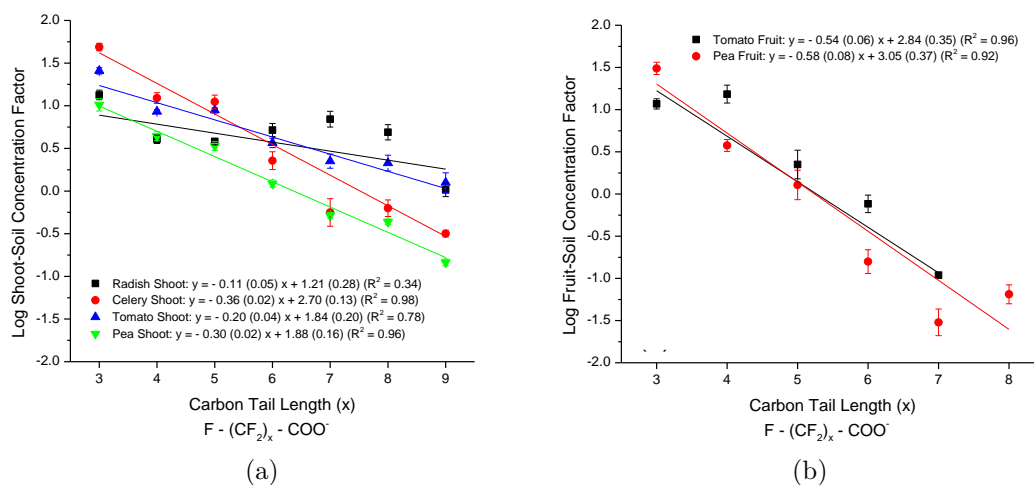 2.0
1.5
1.0
0.5
0.0
-0.5
-1.0
-1.5
-2.0
Log Shoot-Soil Concentration Factor
Radish Shoot: y = - 0.11 (0.05) x + 1.21 (0.28) (R² = 0.34)
Celery Shoot: y = -0.36 (0.02) x + 2.70 (0.13) (R² = 0.98)
Tomato Shoot: y = -0.20 (0.04) x + 1.84 (0.20) (R² = 0.78)
Pea Shoot: y = -0.30 (0.02) x + 1.88 (0.16) (R² = 0.96)
3 4 5 6 7 8 9
Carbon Tail Length (x)
F - (CF₂)ₓ - COO⁻
(a)
2.0
1.5
1.0
0.5
0.0
-0.5
-1.0
-1.5
-2.0
Log Fruit-Soil Concentration Factor
Tomato Fruit: y = - 0.54 (0.06) x + 2.84 (0.35) (R² = 0.96)
Pea Fruit: y = - 0.58 (0.08) x + 3.05 (0.37) (R² = 0.92)
3 4 5 6 7 8
Carbon Tail Length (x)
F - (CF₂)ₓ - COO⁻
(b)